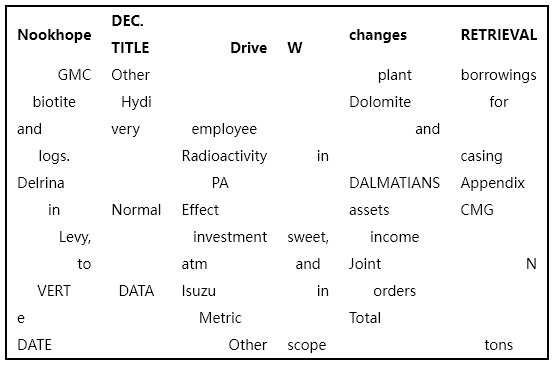 Nookhope DEC. TITLE Drive W changes RETRIEVAL
GMC Other plant borrowings
biotite Hydi Dolomite for
and very employee and
logs. Radioactivity in casing
Delrina PA DALMATIANS Appendix
in Normal Effect assets CMG
Levy, investment sweet, income
to atm and Joint N
VERT DATA Isuzu in orders
e Metric Total
DATE Other scope tons